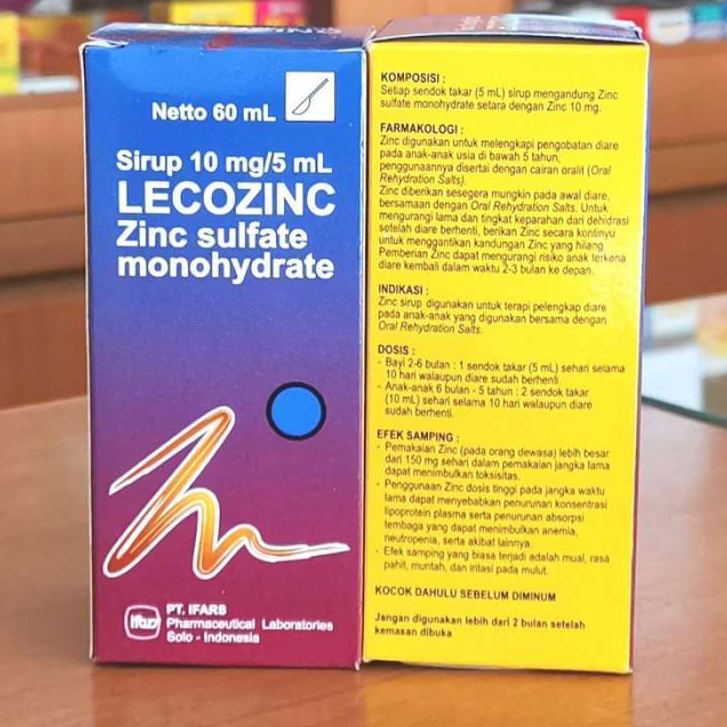 Netto 60 mL
Sirup 10 mg/5 mL
LECOZINC
Zinc sulfate
monohydrate
ifars
PT. IFARS
Pharmaceutical Laboratories
Solo - Indonesia
KOMPOSISI :
Setiap sendok takar (5 mL) sirup mengandung Zinc
sulfate monohydrate setara dengan Zinc 10 mg.
FARMAKOLOGI :
Zinc digunakan untuk melengkapi pengobatan diare
pada anak-anak usia di bawah 5 tahun,
penggunaannya disertai dengan cairan oralit (Oral
Rehydration Salts).
Zinc diberikan sesegera mungkin pada awal diare,
bersamaan dengan Oral Rehydration Salts. Untuk
mengurangi lama dan tingkat keparahan dari dehidrasi
setelah diare berhenti, berikan Zinc secara kontinyu
untuk menggantikan kandungan Zinc yang hilang.
Pemberian Zinc dapat mengurangi risiko anak terkena
diare kembali dalam waktu 2-3 bulan ke depan.
INDIKASI :
Zinc sirup digunakan untuk terapi pelengkap diare
pada anak-anak yang digunakan bersama dengan
Oral Rehydration Salts.
DOSIS :
- Bayi 2-6 bulan : 1 sendok takar (5 mL) sehari selama
10 hari walaupun diare sudah berhenti.
- Anak-anak 6 bulan - 5 tahun : 2 sendok takar
(10 mL) sehari selama 10 hari walaupun diare
sudah berhenti.
EFEK SAMPING :
- Pemakaian Zinc (pada orang dewasa) lebih besar
dari 150 mg sehari dalam pemakaian jangka lama
dapat menimbulkan toksisitas.
- Penggunaan Zinc dosis tinggi pada jangka waktu
lama dapat menyebabkan penurunan konsentrasi
lipoprotein plasma serta penurunan absorpsi
tembaga yang dapat menimbulkan anemia,
neutropenia, serta akibat lainnya.
- Efek samping yang biasa terjadi adalah mual, rasa
pahit, muntah, dan iritasi pada mulut.
KOCOK DAHULU SEBELUM DIMINUM
Jangan digunakan lebih dari 2 bulan setelah
kemasan dibuka